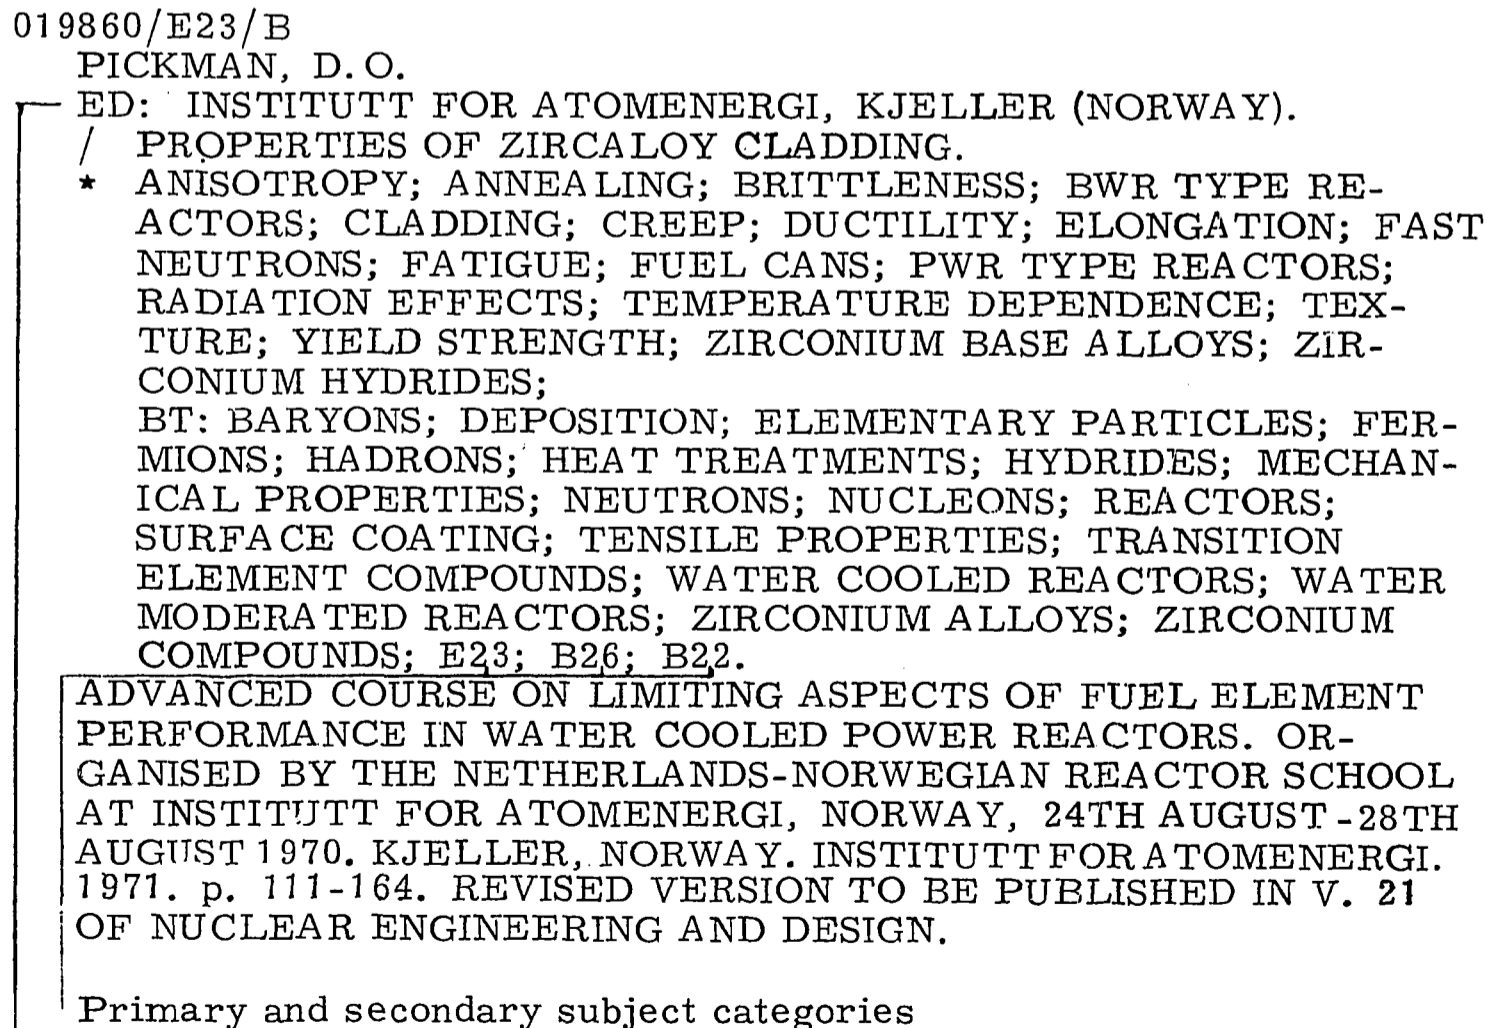 019860/E23/B
PICKMAN, D.O.
ED: INSTITUTT FOR ATOMENERGI, KJELLER (NORWAY).
/ PROPERTIES OF ZIRCALOY CLADDING.
* ANISOTROPY; ANNEALING; BRITTLENESS; BWR TYPE RE-
ACTORS; CLADDING; CREEP; DUCTILITY; ELONGATION; FAST
NEUTRONS; FATIGUE; FUEL CANS; PWR TYPE REACTORS;
RADIATION EFFECTS; TEMPERATURE DEPENDENCE; TEX-
TURE; YIELD STRENGTH; ZIRCONIUM BASE ALLOYS; ZIR-
CONIUM HYDRIDES;
BT: BARYONS; DEPOSITION; ELEMENTARY PARTICLES; FER-
MIONS; HADRONS; HEAT TREATMENTS; HYDRIDES; MECHAN-
ICAL PROPERTIES; NEUTRONS; NUCLEONS; REACTORS;
SURFACE COATING; TENSILE PROPERTIES; TRANSITION
ELEMENT COMPOUNDS; WATER COOLED REACTORS; WATER
MODERATED REACTORS; ZIRCONIUM ALLOYS; ZIRCONIUM
COMPOUNDS; E23; B26; B22.
ADVANCED COURSE ON LIMITING ASPECTS OF FUEL ELEMENT
PERFORMANCE IN WATER COOLED POWER REACTORS. OR-
GANISED BY THE NETHERLANDS-NORWEGIAN REACTOR SCHOOL
AT INSTITUTT FOR ATOMENERGI, NORWAY, 24TH AUGUST-28TH
AUGUST 1970. KJELLER, NORWAY. INSTITUTT FOR ATOMENERGI.
1971. p. 111-164. REVISED VERSION TO BE PUBLISHED IN V. 21
OF NUCLEAR ENGINEERING AND DESIGN.
Primary and secondary subject categories